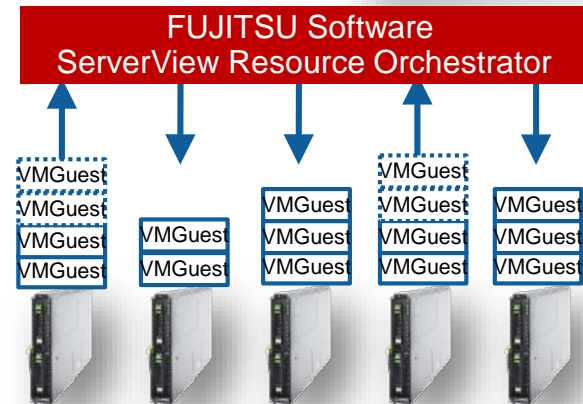 FUJITSU Software
ServerView Resource Orchestrator
VMGuest VMGuest
VMGuest VMGuest VMGuest VMGuest
VMGuest VMGuest VMGuest VMGuest VMGuest
VMGuest VMGuest VMGuest VMGuest VMGuest